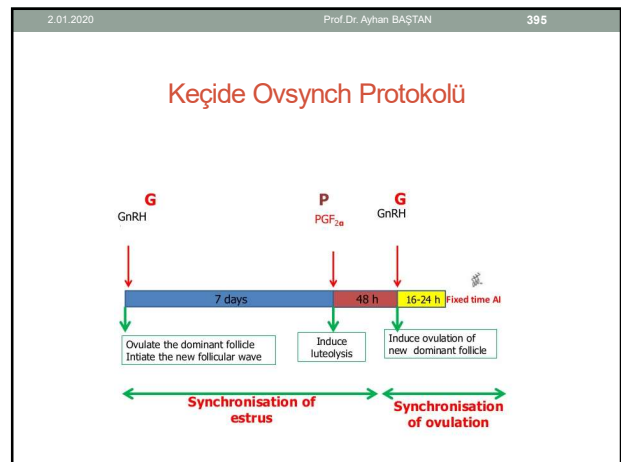 2.01.2020
Prof.Dr. Ayhan BAŞTAN
395
Keçide Ovsynch Protokolü
G
GnRH
P
PGF2α
G
GnRH
7 days
48 h
16-24 h
Fixed time AI
Ovulate the dominant follicle
Intiate the new follicular wave
Induce
luteolysis
Induce ovulation of
new dominant follicle
Synchronisation of
estrus
Synchronisation
of ovulation